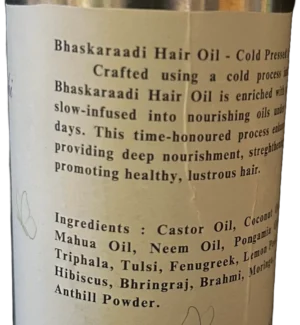 Bhaskaraadi Hair Oil - Cold Pressed
Crafted using a cold process
Bhaskaraadi Hair Oil is enriched with
slow-infused into nourishing oils
days. This time-honoured process
providing deep nourishment,
promoting healthy, lustrous hair.
Ingredients : Castor Oil, Coconut
Mahua Oil, Neem Oil, Pongamia
Triphala, Tulsi, Fenugreek, Lemon
Hibiscus, Bhringraj, Brahmi, Moringa
Anthill Powder.